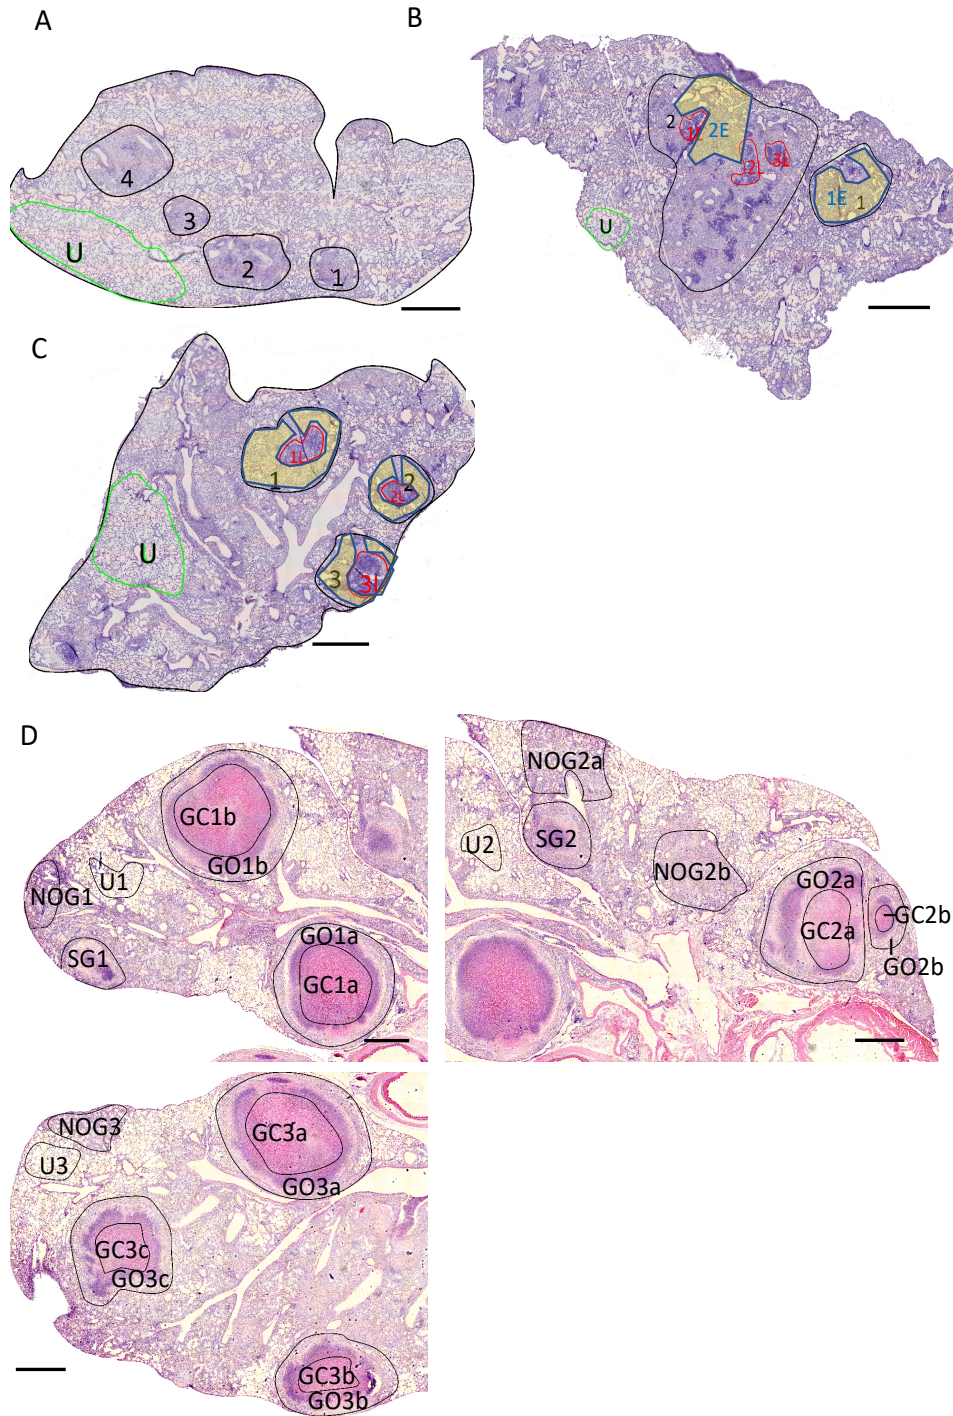 A
4
3
U
2
1
B
2
1L
2E
2L
3L
1E
1
U
C
1L
1
2
2L
U
3
3L
D
GC1b
GO1b
NOG1
U1
SG1
GO1a
GC1a
NOG2a
U2
SG2
NOG2b
GO2a
GC2a
GC2b
GO2b
NOG3
U3
GC3a
GO3a
GC3c
GO3c
GC3b
GO3b